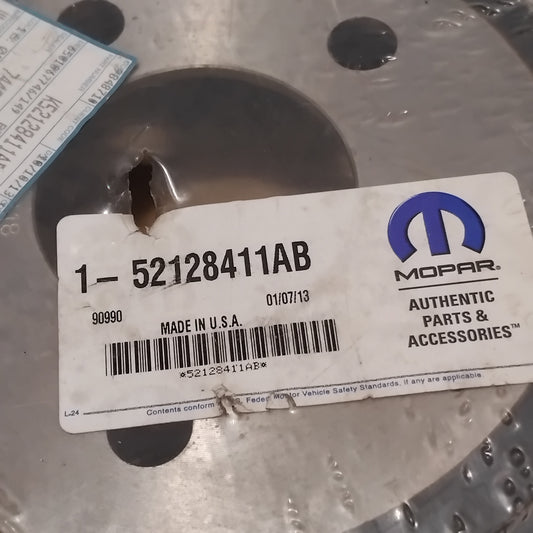 K52128411A
1- 52128411AB
90990
01/07/13
MADE IN U.S.A.
*52128411AB*
L-24
Contents conform Motor Vehicle Safety Standards, if any are applicable
MOPAR®
AUTHENTIC
PARTS &
ACCESSORIES™